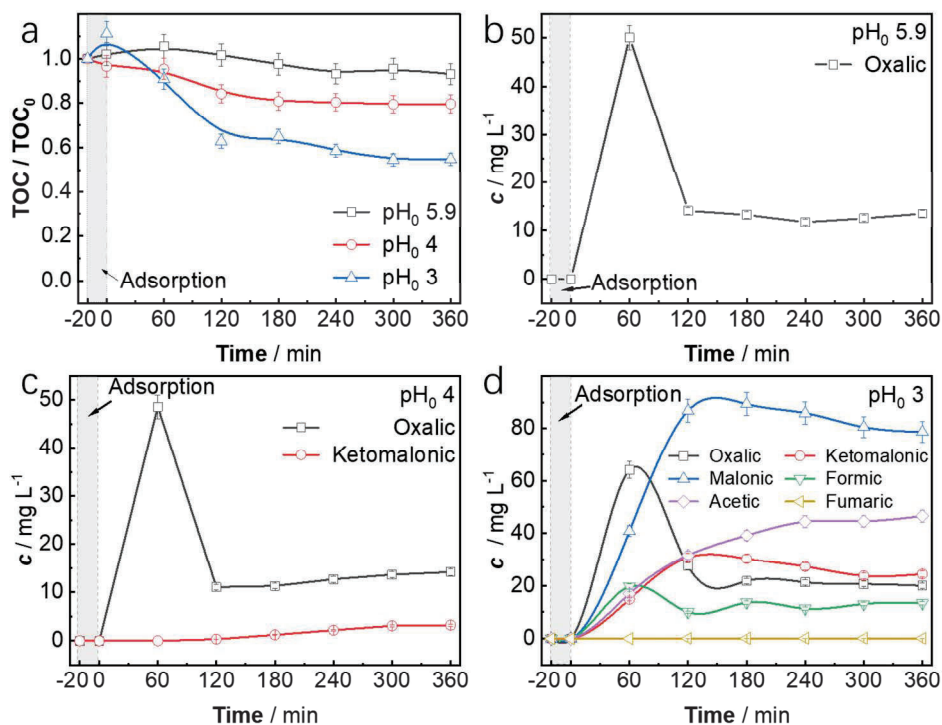 a
TOC / TOC₀
1.0
0.8
0.6
0.4
0.2
0.0
pH₀ 5.9
pH₀ 4
pH₀ 3
Adsorption
-20 0 60 120 180 240 300 360
Time / min
b
c / mg L⁻¹
50
40
30
20
10
0
pH₀ 5.9
Oxalic
Adsorption
-20 0 60 120 180 240 300 360
Time / min
c
c / mg L⁻¹
50
40
30
20
10
0
Adsorption
pH₀ 4
Oxalic
Ketomalonic
-20 0 60 120 180 240 300 360
Time / min
d
c / mg L⁻¹
80
60
40
20
0
Adsorption
pH₀ 3
Oxalic Ketomalonic
Malonic Formic
Acetic Fumaric
-20 0 60 120 180 240 300 360
Time / min